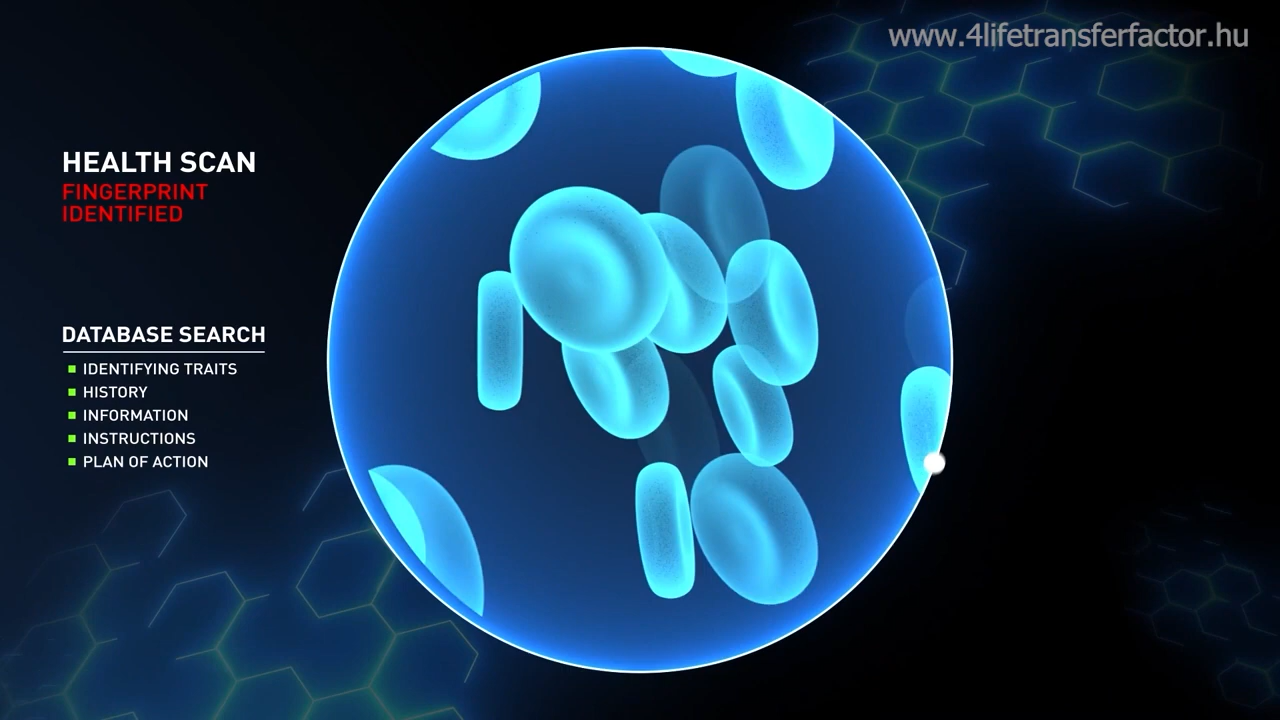 www.4lifetransferfactor.hu
HEALTH SCAN
FINGERPRINT
IDENTIFIED
DATABASE SEARCH
IDENTIFYING TRAITS
HISTORY
INFORMATION
INSTRUCTIONS
PLAN OF ACTION